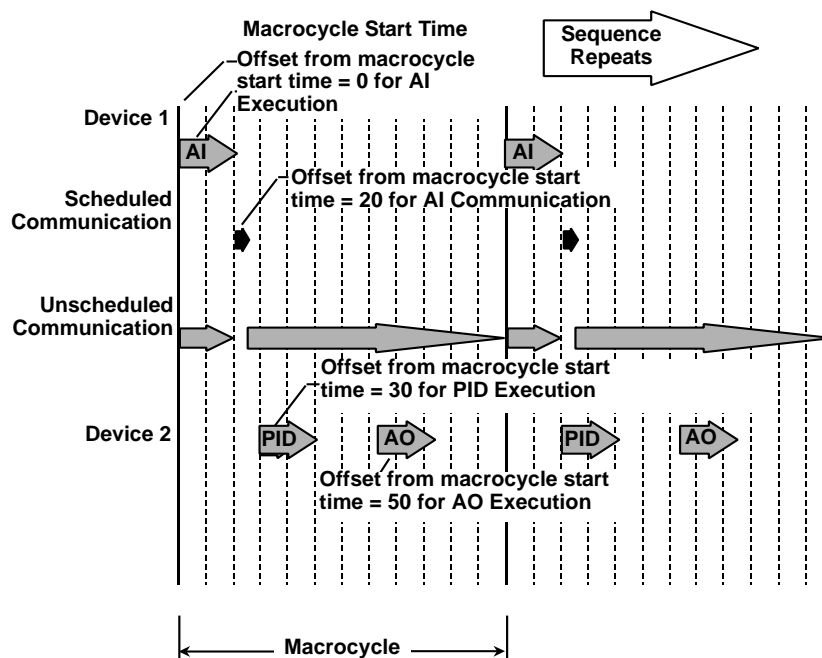 Macrocycle Start Time
Sequence
Repeats
Offset from macrocycle
start time = 0 for AI
Execution
Device 1
AI
AI
Offset from macrocycle start
time = 20 for AI Communication
Scheduled
Communication
Unscheduled
Communication
Offset from macrocycle start
time = 30 for PID Execution
Device 2
PID
AO
PID
AO
Offset from macrocycle start
time = 50 for AO Execution
Macrocycle